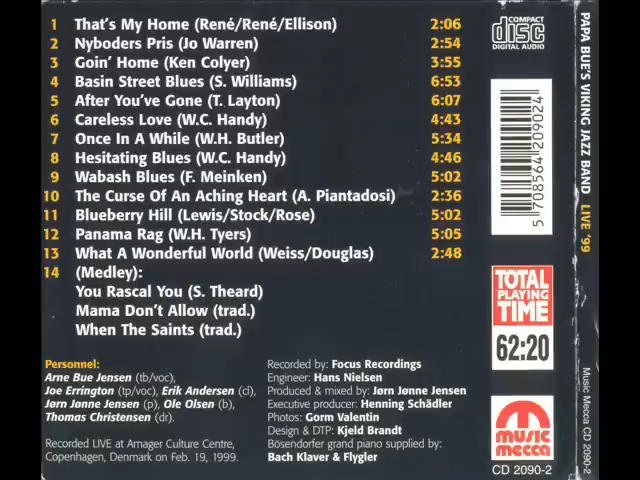 1 That's My Home (René/René/Ellison) 2:06
2 Nyboders Pris (Jo Warren) 2:54
3 Goin' Home (Ken Colyer) 3:55
4 Basin Street Blues (S. Williams) 6:53
5 After You've Gone (T. Layton) 6:07
6 Careless Love (W.C. Handy) 4:43
7 Once In A While (W.H. Butler) 5:34
8 Hesitating Blues (W.C. Handy) 4:46
9 Wabash Blues (F. Meinken) 5:02
10 The Curse Of An Aching Heart (A. Piantadosi) 2:36
11 Blueberry Hill (Lewis/Stock/Rose) 5:02
12 Panama Rag (W.H. Tyers) 5:05
13 What A Wonderful World (Weiss/Douglas) 2:48
14 (Medley):
You Rascal You (S. Theard)
Mama Don't Allow (trad.)
When The Saints (trad.)
Personnel:
Arne Bue Jensen (tb/voc),
Joe Errington (tp/voc), Erik Andersen (cl),
Jørn Jønne Jensen (p), Ole Olsen (b),
Thomas Christensen (dr).
Recorded LIVE at Amager Culture Centre,
Copenhagen, Denmark on Feb. 19, 1999.
Recorded by: Focus Recordings
Engineer: Hans Nielsen
Produced & mixed by: Jørn Jønne Jensen
Executive producer: Henning Schädler
Photos: Gorm Valentin
Design & DTP: Kjeld Brandt
Bösendorfer grand piano supplied by:
Bach Klaver & Flygler
COMPACT
disc
DIGITAL AUDIO
5 708564 209024
TOTAL
PLAYING
TIME
62:20
music
mecca
CD 2090-2
PAPA BUE'S VIKING JAZZ BAND LIVE '99
Music Mecca CD 2090-2